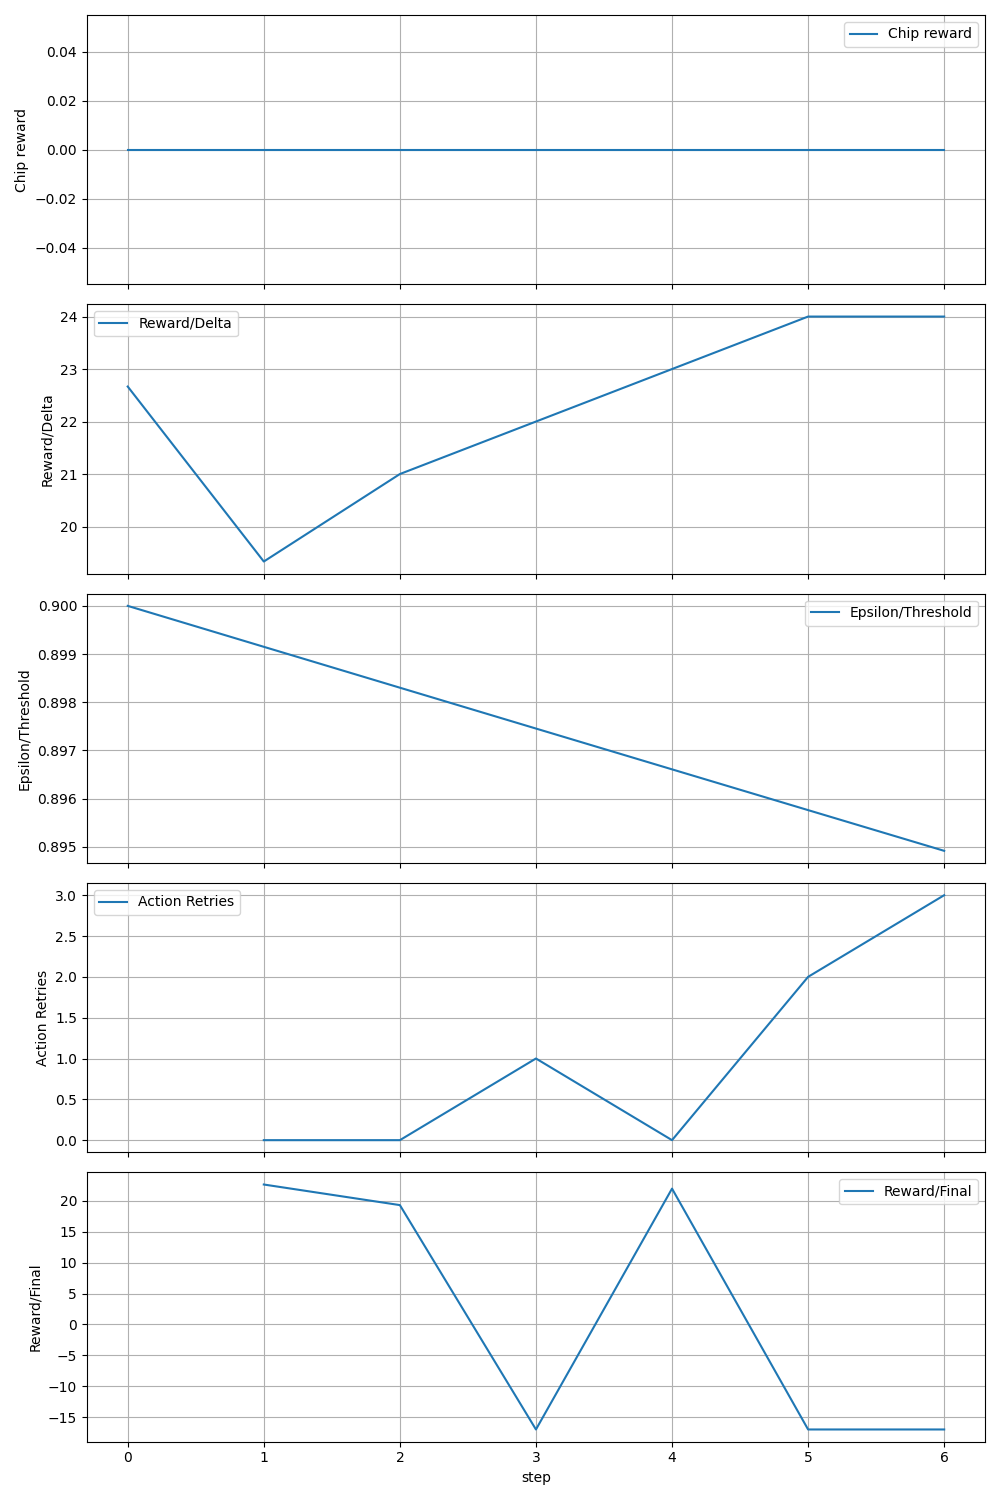 Chip reward
0.04
0.02
0.00
−0.02
−0.04
Chip reward
Reward/Delta
24
23
22
21
20
Reward/Delta
Epsilon/Threshold
0.900
0.899
0.898
0.897
0.896
0.895
Epsilon/Threshold
Action Retries
3.0
2.5
2.0
1.5
1.0
0.5
0.0
Action Retries
Reward/Final
20
15
10
5
0
−5
−10
−15
Reward/Final
0 1 2 3 4 5 6
step